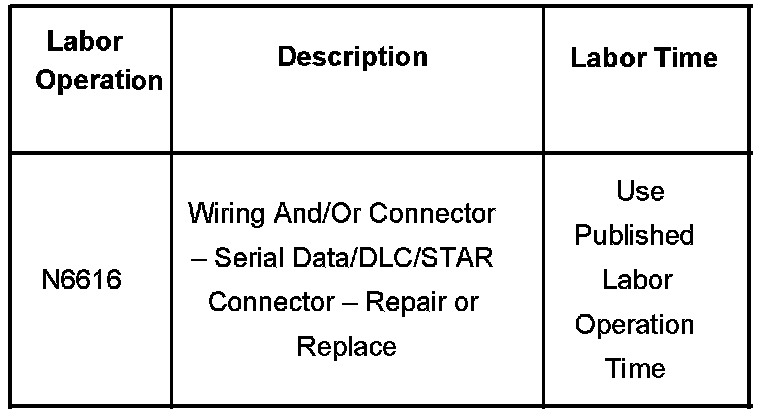 Labor
Operation
Description
Labor Time
N6616
Wiring And/Or Connector
– Serial Data/DLC/STAR
Connector – Repair or
Replace
Use
Published
Labor
Operation
Time